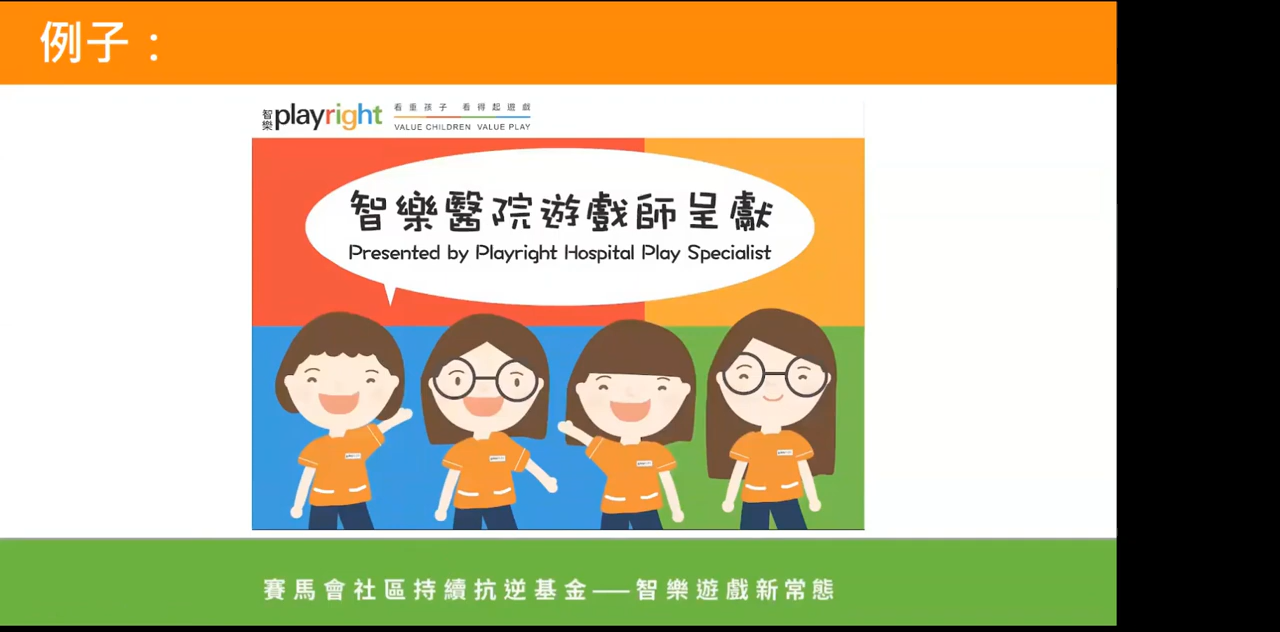 例子：
智樂 playright
看重孩子 看得起遊戲
VALUE CHILDREN VALUE PLAY
智樂醫院遊戲師呈獻
Presented by Playright Hospital Play Specialist
賽馬會社區持續抗逆基金——智樂遊戲新常態